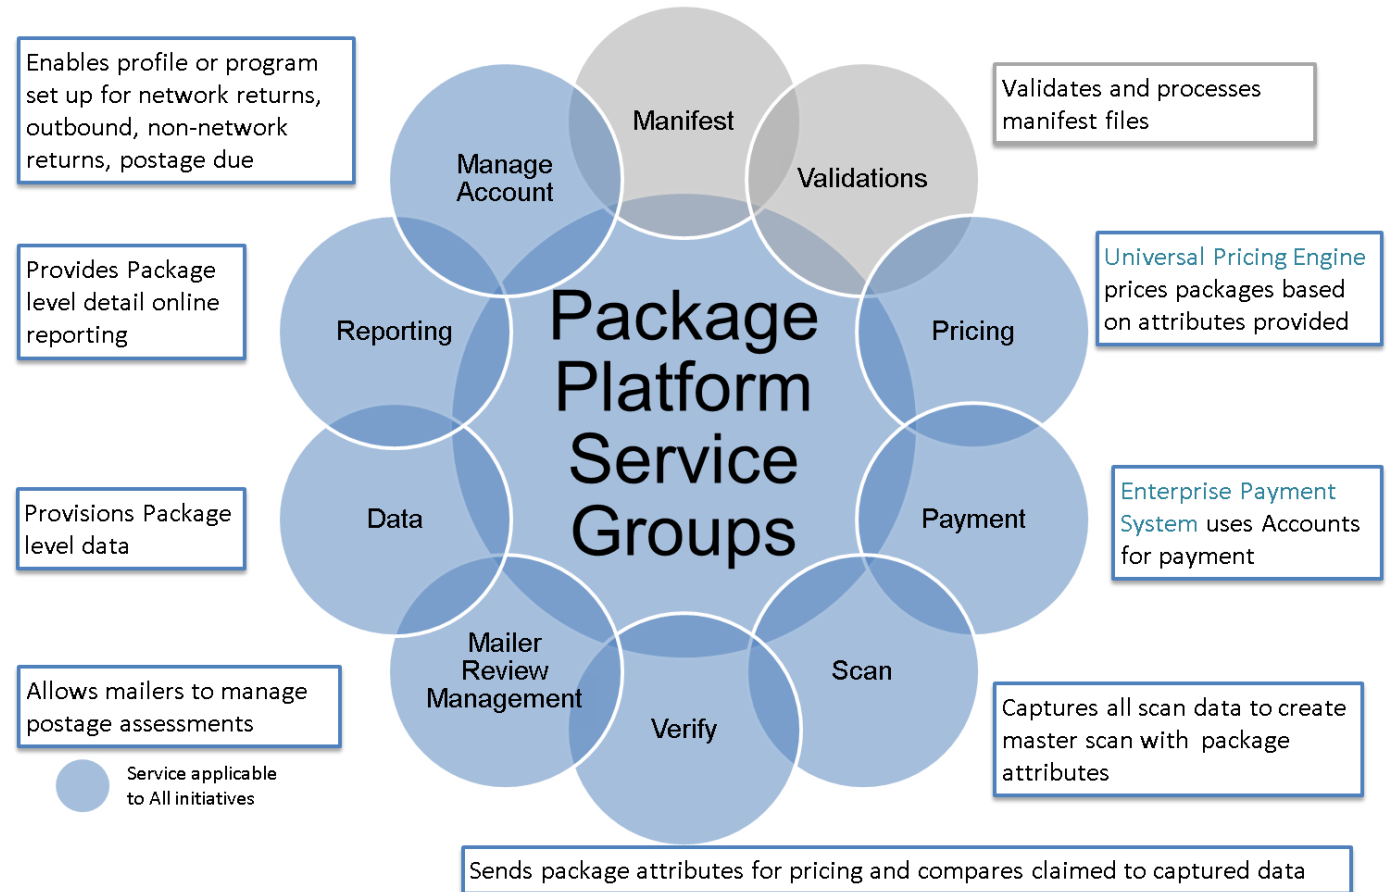 Enables profile or program
set up for network returns,
outbound, non-network
returns, postage due
Manifest
Validates and processes
manifest files
Manage
Account
Validations
Provides Package
level detail online
reporting
Reporting
Package
Platform
Service
Groups
Pricing
Universal Pricing Engine
prices packages based
on attributes provided
Provisions Package
level data
Data
Payment
Enterprise Payment
System uses Accounts
for payment
Allows mailers to manage
postage assessments
Mailer
Review
Management
Verify
Scan
Captures all scan data to create
master scan with package
attributes
Service applicable
to All initiatives
Sends package attributes for pricing and compares claimed to captured data